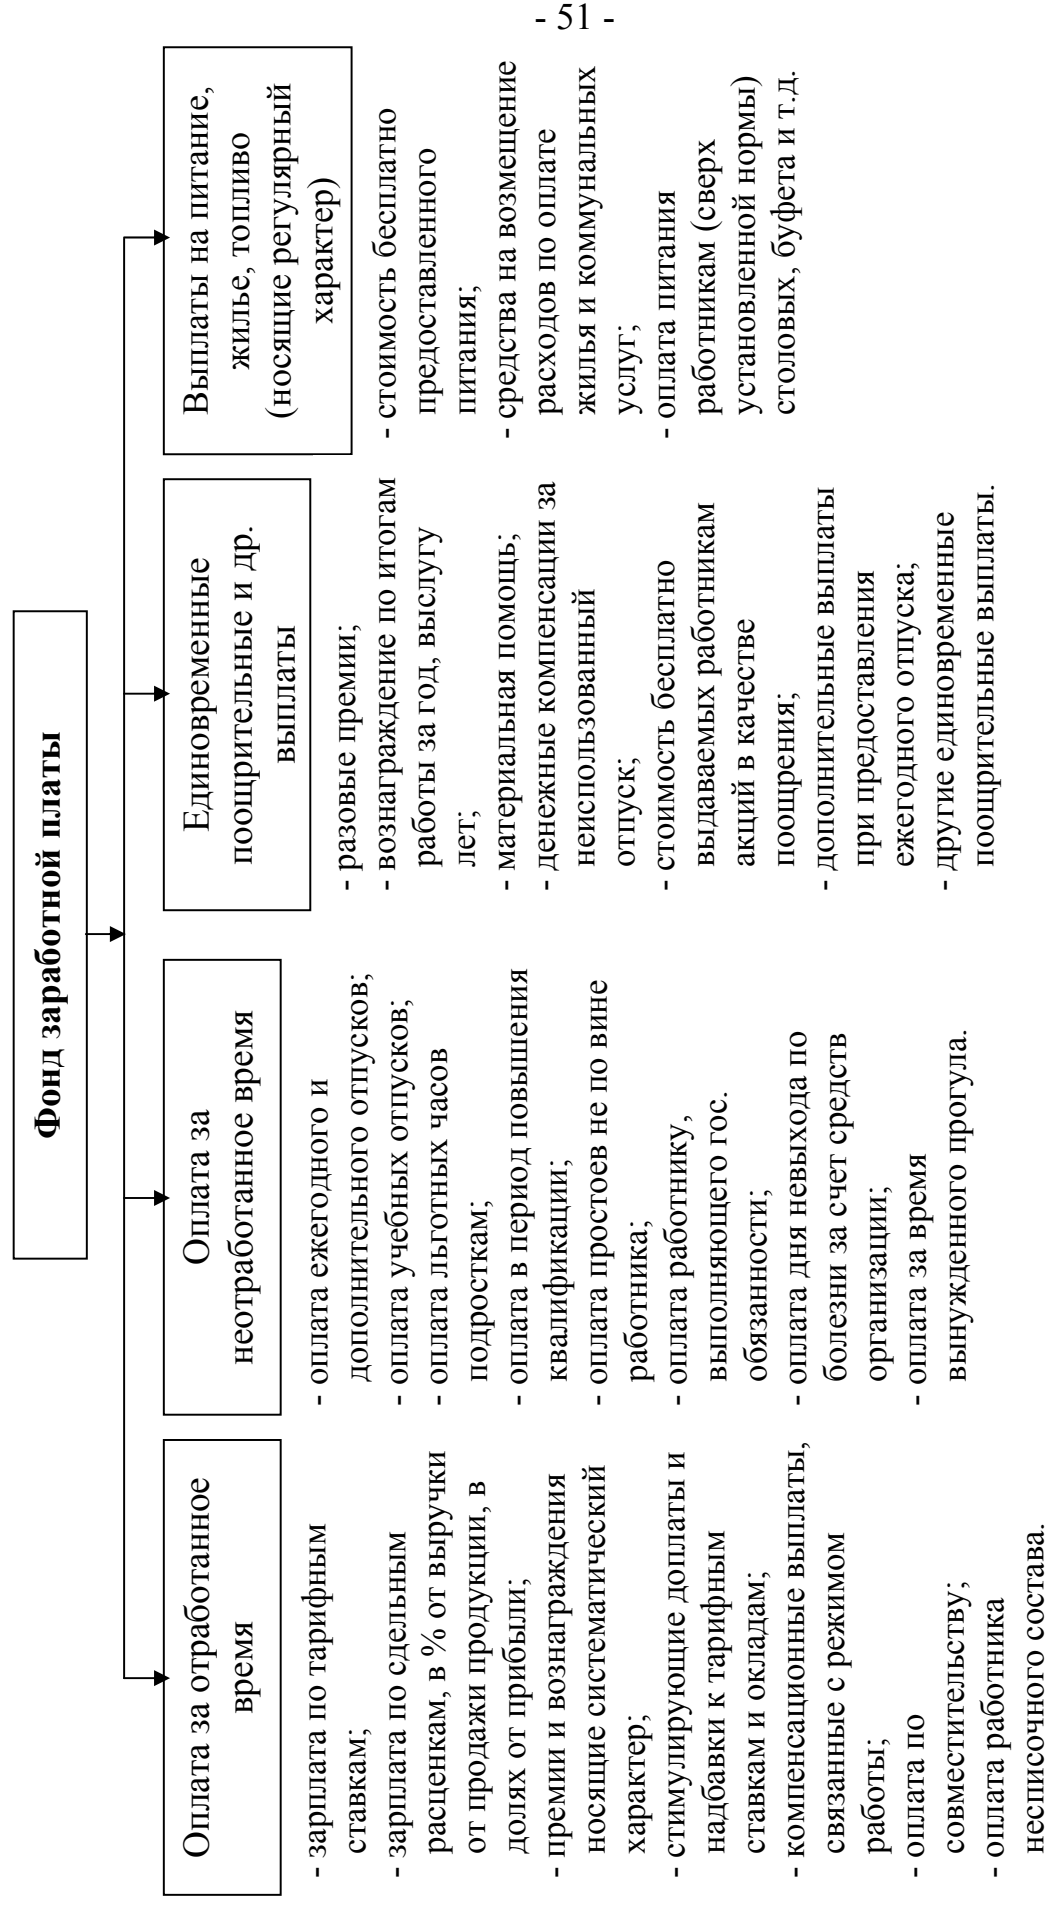 - 51 -
Фонд заработной платы
Оплата за отработанное
время
- зарплата по тарифным
ставкам;
- зарплата по сдельным
расценкам, в % от выручки
от продажи продукции, в
долях от прибыли;
- премии и вознаграждения
носящие систематический
характер;
- стимулирующие доплаты и
надбавки к тарифным
ставкам и окладам;
- компенсационные выплаты,
связанные с режимом
работы;
- оплата по
совместительству;
- оплата работника
несписочного состава.
Оплата за
неотработанное время
- оплата ежегодного и
дополнительного отпусков;
- оплата учебных отпусков;
- оплата льготных часов
подросткам;
- оплата в период повышения
квалификации;
- оплата простоев не по вине
работника;
- оплата работнику,
выполняющего гос.
обязанности;
- оплата дня невыхода по
болезни за счет средств
организации;
- оплата за время
вынужденного прогула.
Единовременные
поощрительные и др.
выплаты
- разовые премии;
- вознаграждение по итогам
работы за год, выслугу
лет;
- материальная помощь;
- денежные компенсации за
неиспользованный
отпуск;
- стоимость бесплатно
выдаваемых работникам
акций в качестве
поощрения;
- дополнительные выплаты
при предоставления
ежегодного отпуска;
- другие единовременные
поощрительные выплаты.
Выплаты на питание,
жилье, топливо
(носящие регулярный
характер)
- стоимость бесплатно
предоставленного
питания;
- средства на возмещение
расходов по оплате
жилья и коммунальных
услуг;
- оплата питания
работникам (сверх
установленной нормы)
столовых, буфета и т.д.